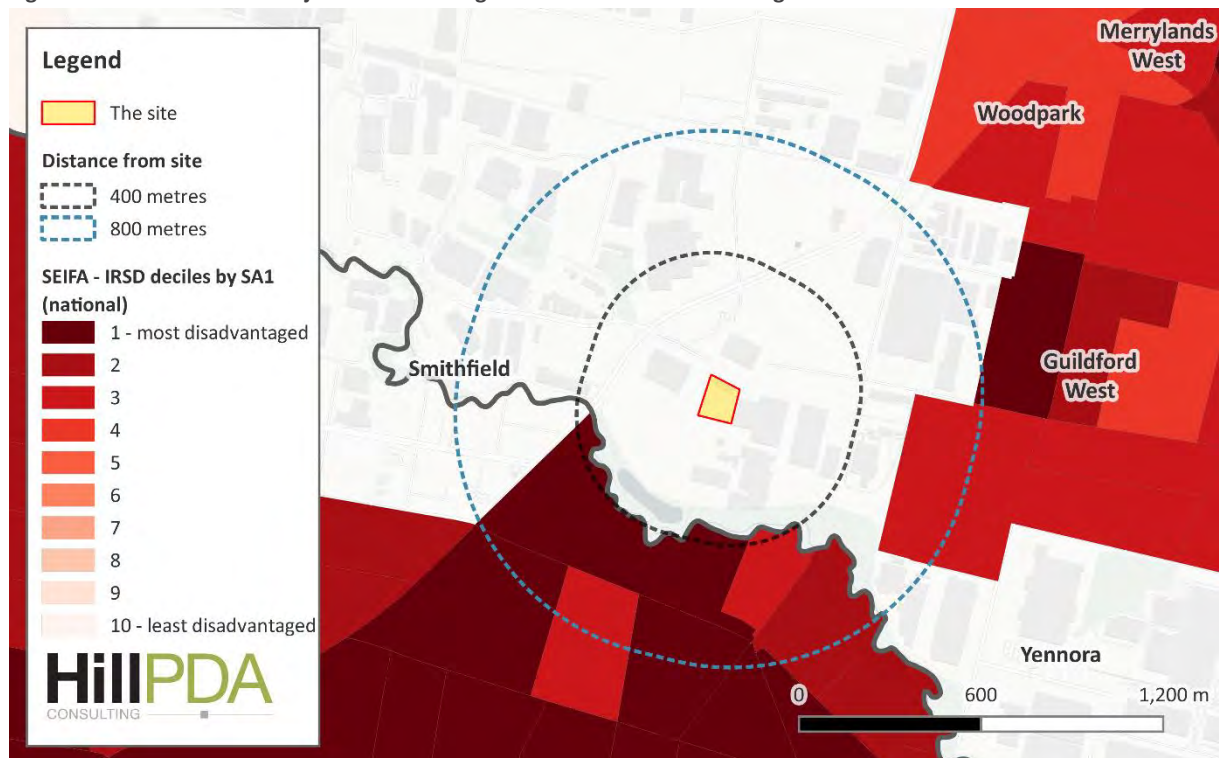 Legend
The site
Distance from site
400 metres
800 metres
SEIFA - IRSD deciles by SA1
(national)
1 - most disadvantaged
2
3
4
5
6
7
8
9
10 - least disadvantaged
HillPDA
CONSULTING
Merrylands
West
Woodpark
Smithfield
Guildford
West
Yennora
0 600 1,200 m